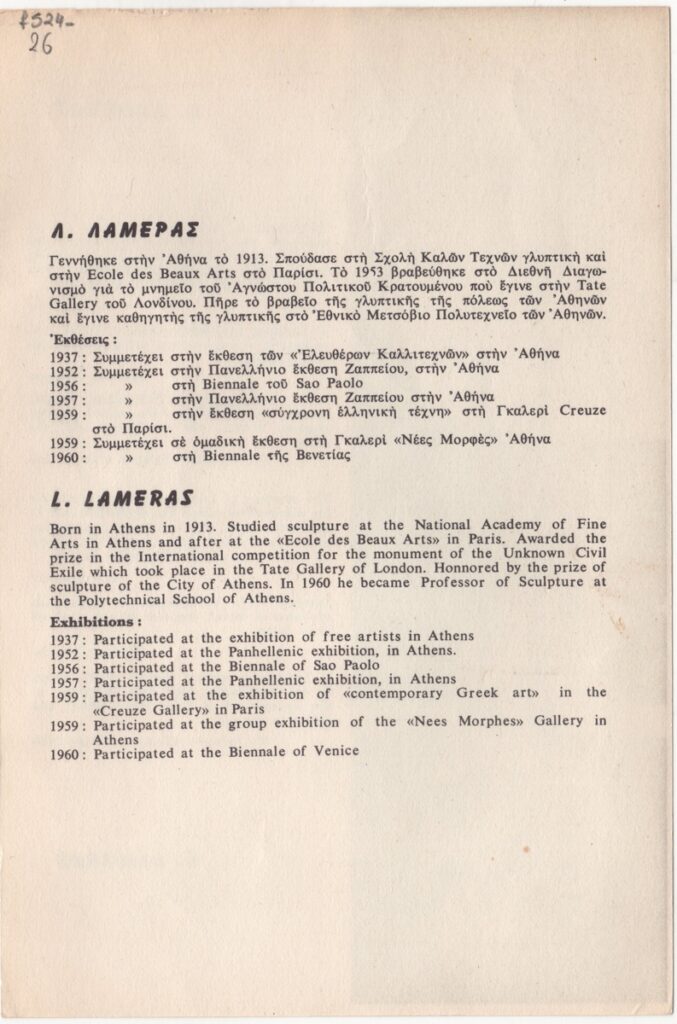 f524-
26
Λ. ΛΑΜΕΡΑΣ
Γεννήθηκε στὴν Ἀθήνα τὸ 1913. Σπούδασε στὴ Σχολὴ Καλῶν Τεχνῶν γλυπτικὴ καὶ
στὴν Ecole des Beaux Arts στὸ Παρίσι. Τὸ 1953 βραβεύθηκε στὸ Διεθνῆ Διαγω-
νισμὸ γιὰ τὸ μνημεῖο τοῦ Ἀγνώστου Πολιτικοῦ Κρατουμένου ποὺ ἔγινε στὴν Tate
Gallery τοῦ Λονδίνου. Πῆρε τὸ βραβεῖο τῆς γλυπτικῆς τῆς πόλεως τῶν Ἀθηνῶν
καὶ ἔγινε καθηγητὴς τῆς γλυπτικῆς στὸ Ἐθνικὸ Μετσόβιο Πολυτεχνεῖο τῶν Ἀθηνῶν.
Ἐκθέσεις :
1937 : Συμμετέχει στὴν ἔκθεση τῶν «Ἐλευθέρων Καλλιτεχνῶν» στὴν Ἀθήνα
1952 : Συμμετέχει στὴν Πανελλήνιο ἔκθεση Ζαππείου, στὴν Ἀθήνα
1956 : » στὴ Biennale τοῦ Sao Paolo
1957 : » στὴν Πανελλήνιο ἔκθεση Ζαππείου στὴν Ἀθήνα
1959 : » στὴν ἔκθεση «σύγχρονη ἑλληνικὴ τέχνη» στὴ Γκαλερὶ Creuze
στὸ Παρίσι.
1959 : Συμμετέχει σὲ ὁμαδικὴ ἔκθεση στὴ Γκαλερὶ «Νέες Μορφὲς» Ἀθήνα
1960 : » στὴ Biennale τῆς Βενετίας
L. LAMERAS
Born in Athens in 1913. Studied sculpture at the National Academy of Fine
Arts in Athens and after at the «Ecole des Beaux Arts» in Paris. Awarded the
prize in the International competition for the monument of the Unknown Civil
Exile which took place in the Tate Gallery of London. Honnored by the prize of
sculpture of the City of Athens. In 1960 he became Professor of Sculpture at
the Polytechnical School of Athens.
Exhibitions :
1937 : Participated at the exhibition of free artists in Athens
1952 : Participated at the Panhellenic exhibition, in Athens.
1956 : Participated at the Biennale of Sao Paolo
1957 : Participated at the Panhellenic exhibition, in Athens
1959 : Participated at the exhibition of «contemporary Greek art» in the
«Creuze Gallery» in Paris
1959 : Participated at the group exhibition of the «Nees Morphes» Gallery in
Athens
1960 : Participated at the Biennale of Venice